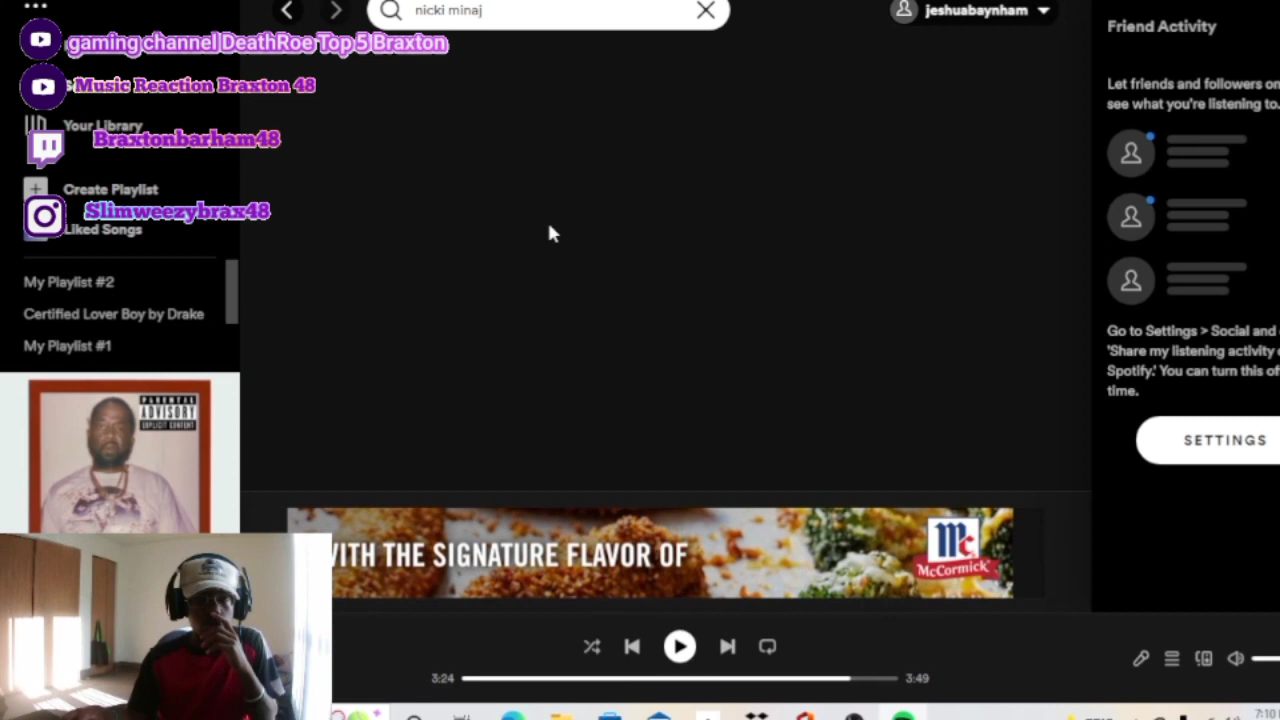 nicki minaj
jeshuabaynham
gaming channel DeathRoe Top 5 Braxton
Music Reaction Braxton 48
Your Library
Braxtonbarham48
Create Playlist
Slimweezybrax48
Liked Songs
My Playlist #2
Certified Lover Boy by Drake
My Playlist #1
PARENTAL
ADVISORY
EXPLICIT CONTENT
WITH THE SIGNATURE FLAVOR OF
Mc
McCormick
3:24
3:49
Friend Activity
Let friends and followers on
see what you're listening to.
Go to Settings > Social and
'Share my listening activity
Spotify.' You can turn this of
time.
SETTINGS
7:10